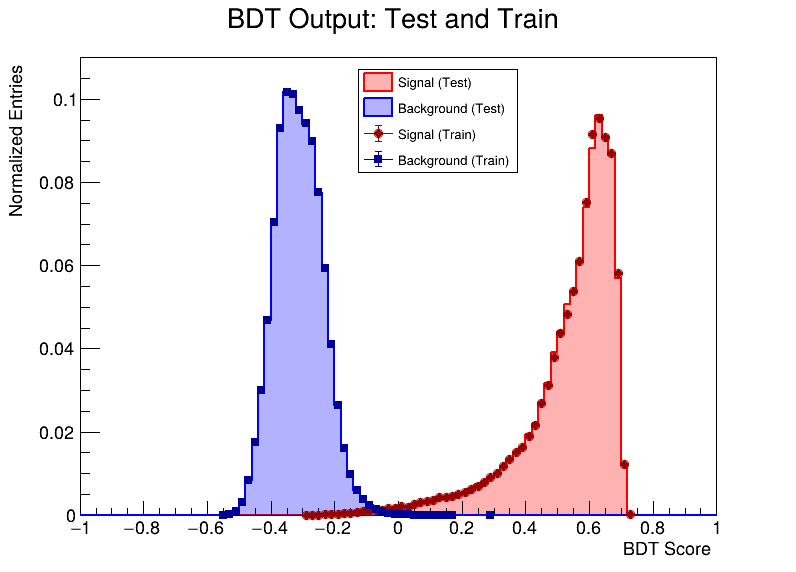 BDT Output: Test and Train
Normalized Entries
Signal (Test)
Background (Test)
Signal (Train)
Background (Train)
0.1
0.08
0.06
0.04
0.02
0
−1 −0.8 −0.6 −0.4 −0.2 0 0.2 0.4 0.6 0.8 1
BDT Score